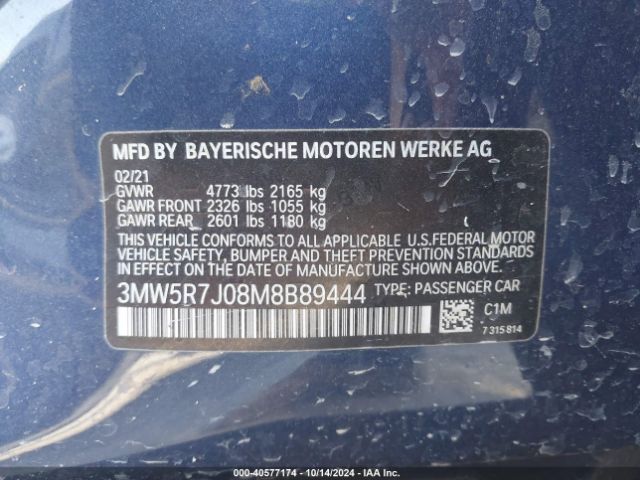 MFD BY BAYERISCHE MOTOREN WERKE AG
02/21
GVWR 4773 lbs 2165 kg
GAWR FRONT 2326 lbs 1055 kg
GAWR REAR 2601 lbs 1180 kg
THIS VEHICLE CONFORMS TO ALL APPLICABLE U.S.FEDERAL MOTOR
VEHICLE SAFETY, BUMPER AND THEFT PREVENTION STANDARDS
IN EFFECT ON THE DATE OF MANUFACTURE SHOWN ABOVE.
3MW5R7J08M8B89444 TYPE: PASSENGER CAR
C1M
7 315 814
000-40577174 | 10/14/2024 | IAA Inc.